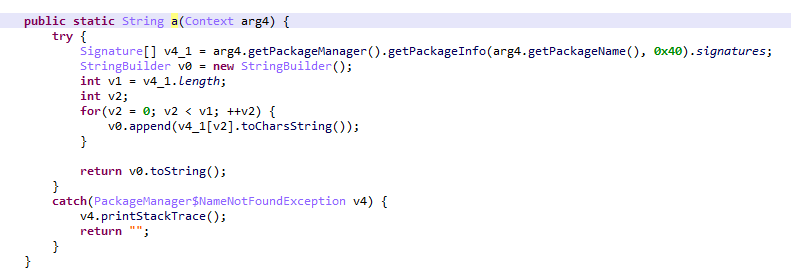 public static String a(Context arg4) {
try {
Signature[] v4_1 = arg4.getPackageManager().getPackageInfo(arg4.getPackageName(), 0x40).signatures;
StringBuilder v0 = new StringBuilder();
int v1 = v4_1.length;
int v2;
for(v2 = 0; v2 < v1; ++v2) {
v0.append(v4_1[v2].toCharsString());
}
return v0.toString();
}
catch(PackageManager$NameNotFoundException v4) {
v4.printStackTrace();
return "";
}
}